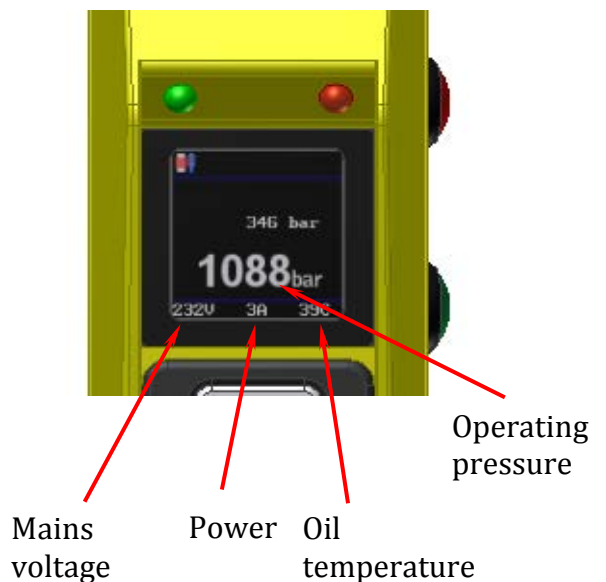 346 bar
1088bar
232V 3A 39C
Operating
pressure
Mains
voltage
Power
Oil
temperature